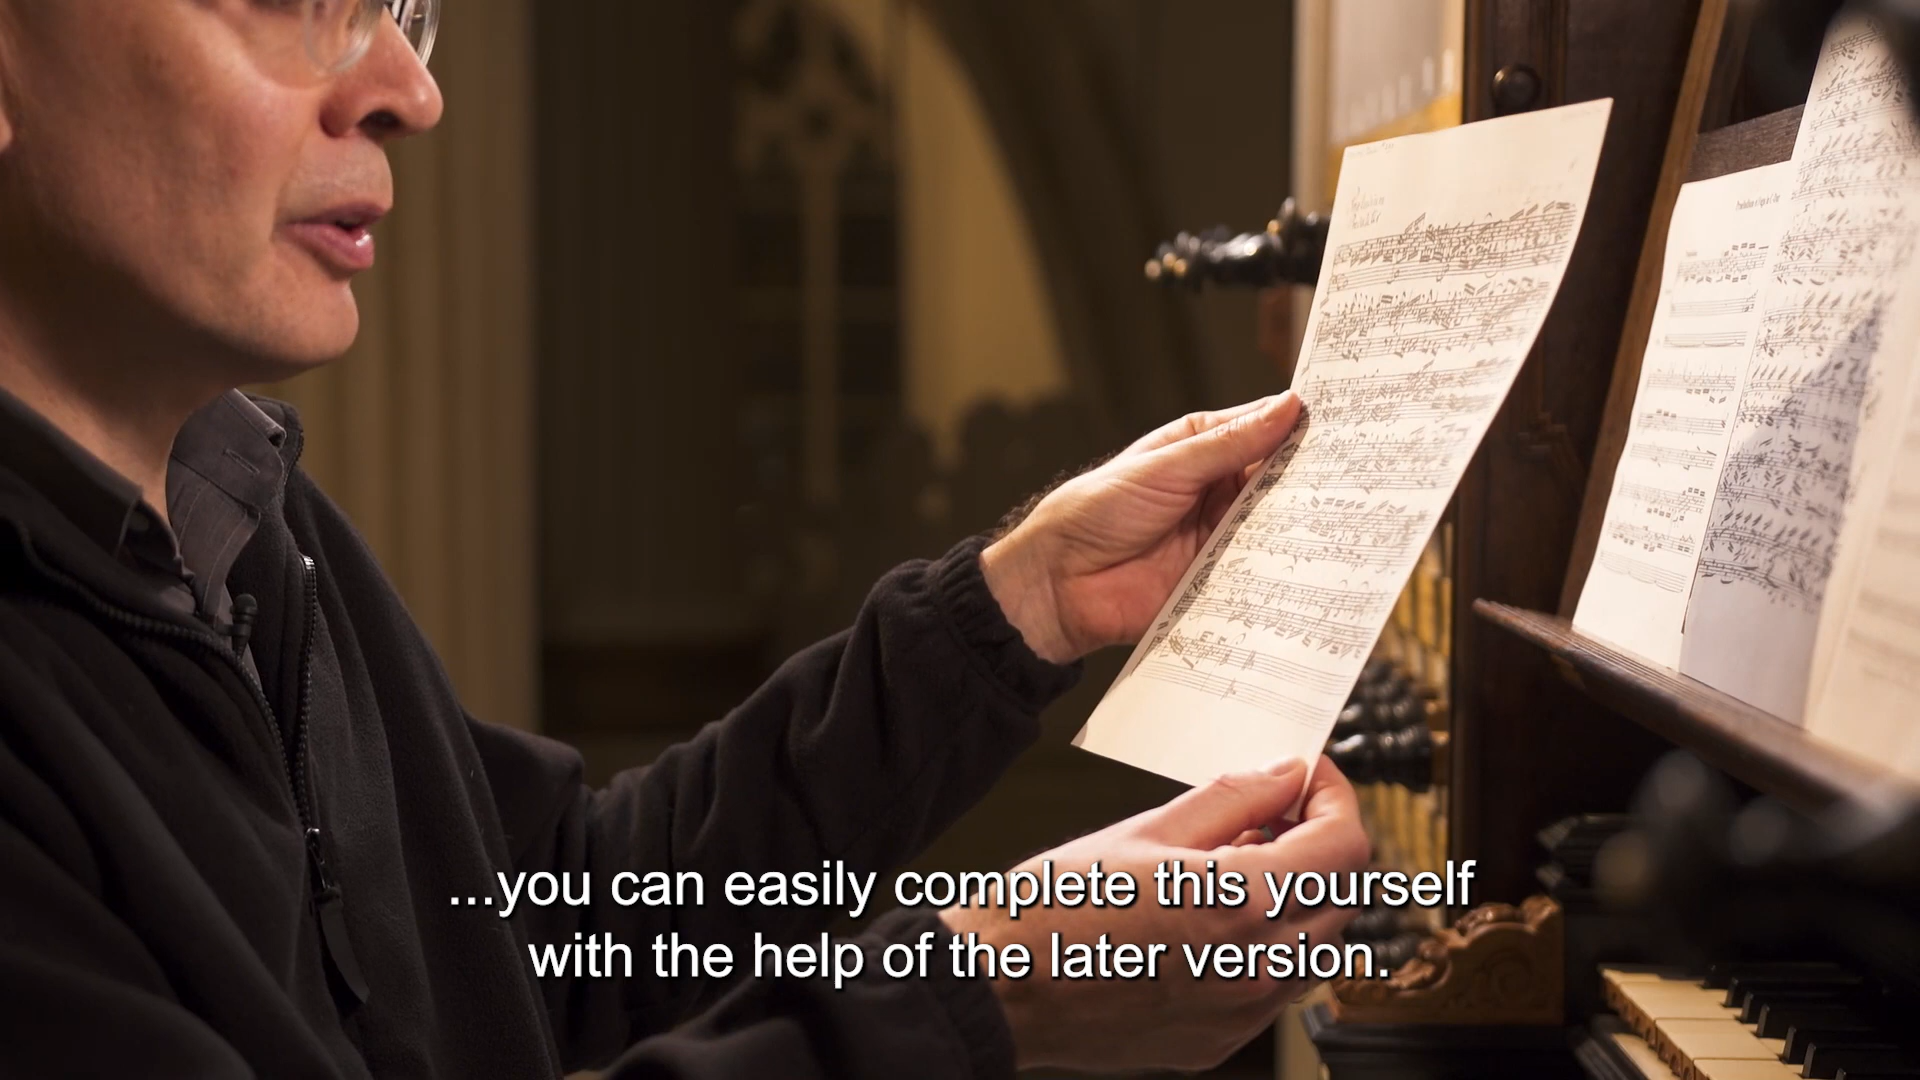 ...you can easily complete this yourself
with the help of the later version.